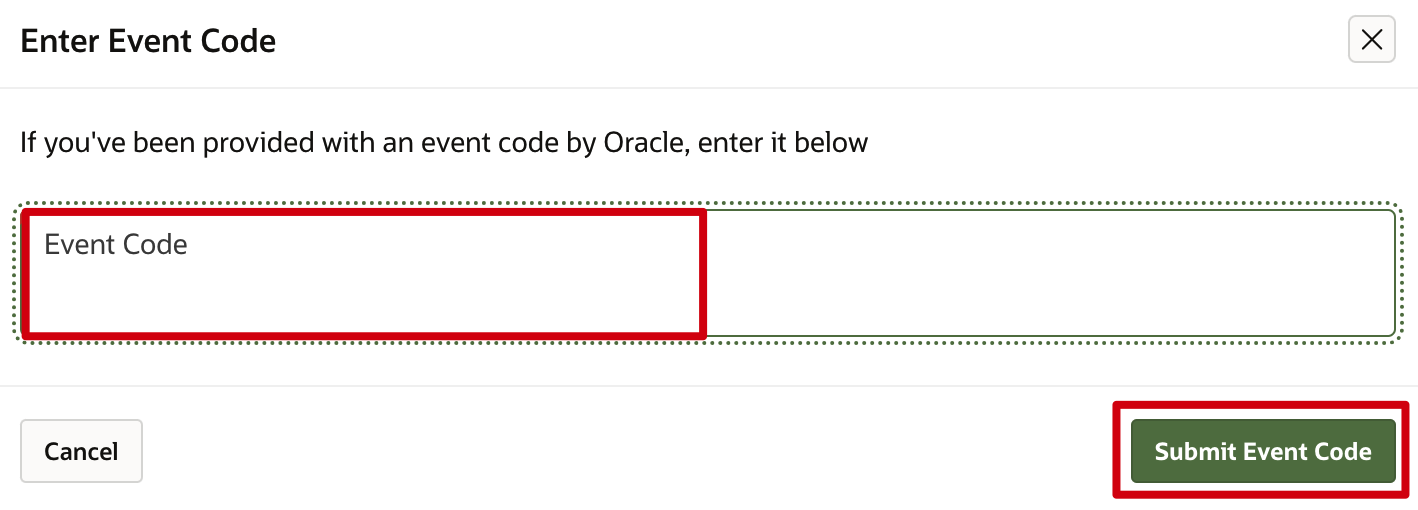 Enter Event Code
If you've been provided with an event code by Oracle, enter it below
Event Code
Cancel
Submit Event Code